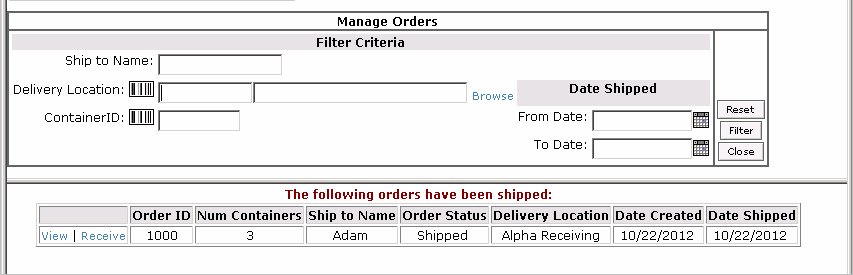 Manage Orders
Filter Criteria
Ship to Name:
Delivery Location: Browse Date Shipped
ContainerID: From Date:
To Date:
Reset
Filter
Close
The following orders have been shipped:
Order ID Num Containers Ship to Name Order Status Delivery Location Date Created Date Shipped
View | Receive 1000 3 Adam Shipped Alpha Receiving 10/22/2012 10/22/2012